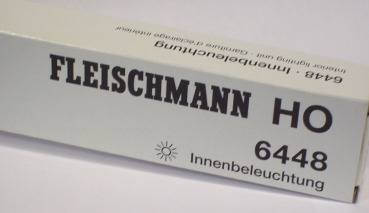 6448 · Innenbeleuchtung
Interior lighting unit · Garniture d'éclairage intérieur
FLEISCHMANN HO
6448
Innenbeleuchtung